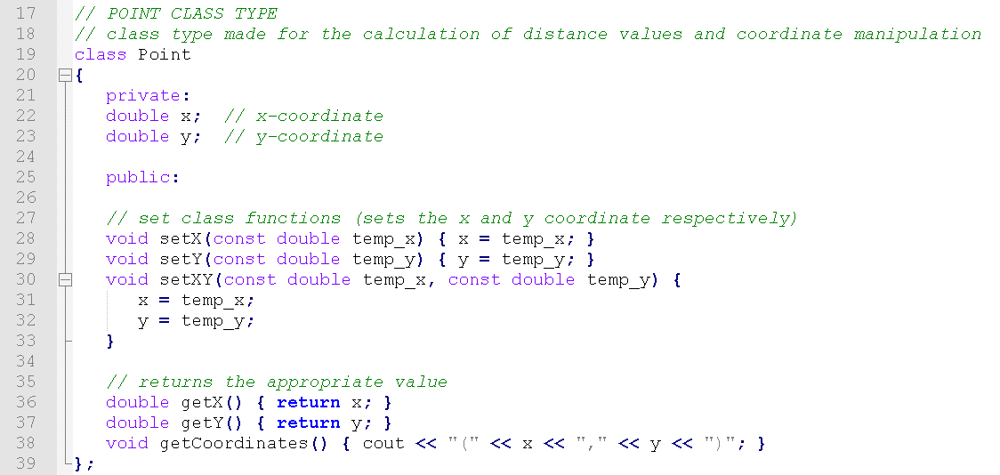 17 // POINT CLASS TYPE
18 // class type made for the calculation of distance values and coordinate manipulation
19 class Point
20 {
21 private:
22 double x; // x-coordinate
23 double y; // y-coordinate
24
25 public:
26
27 // set class functions (sets the x and y coordinate respectively)
28 void setX(const double temp_x) { x = temp_x; }
29 void setY(const double temp_y) { y = temp_y; }
30 void setXY(const double temp_x, const double temp_y) {
31 x = temp_x;
32 y = temp_y;
33 }
34
35 // returns the appropriate value
36 double getX() { return x; }
37 double getY() { return y; }
38 void getCoordinates() { cout << "(" << x << "," << y << ")"; }
39 };